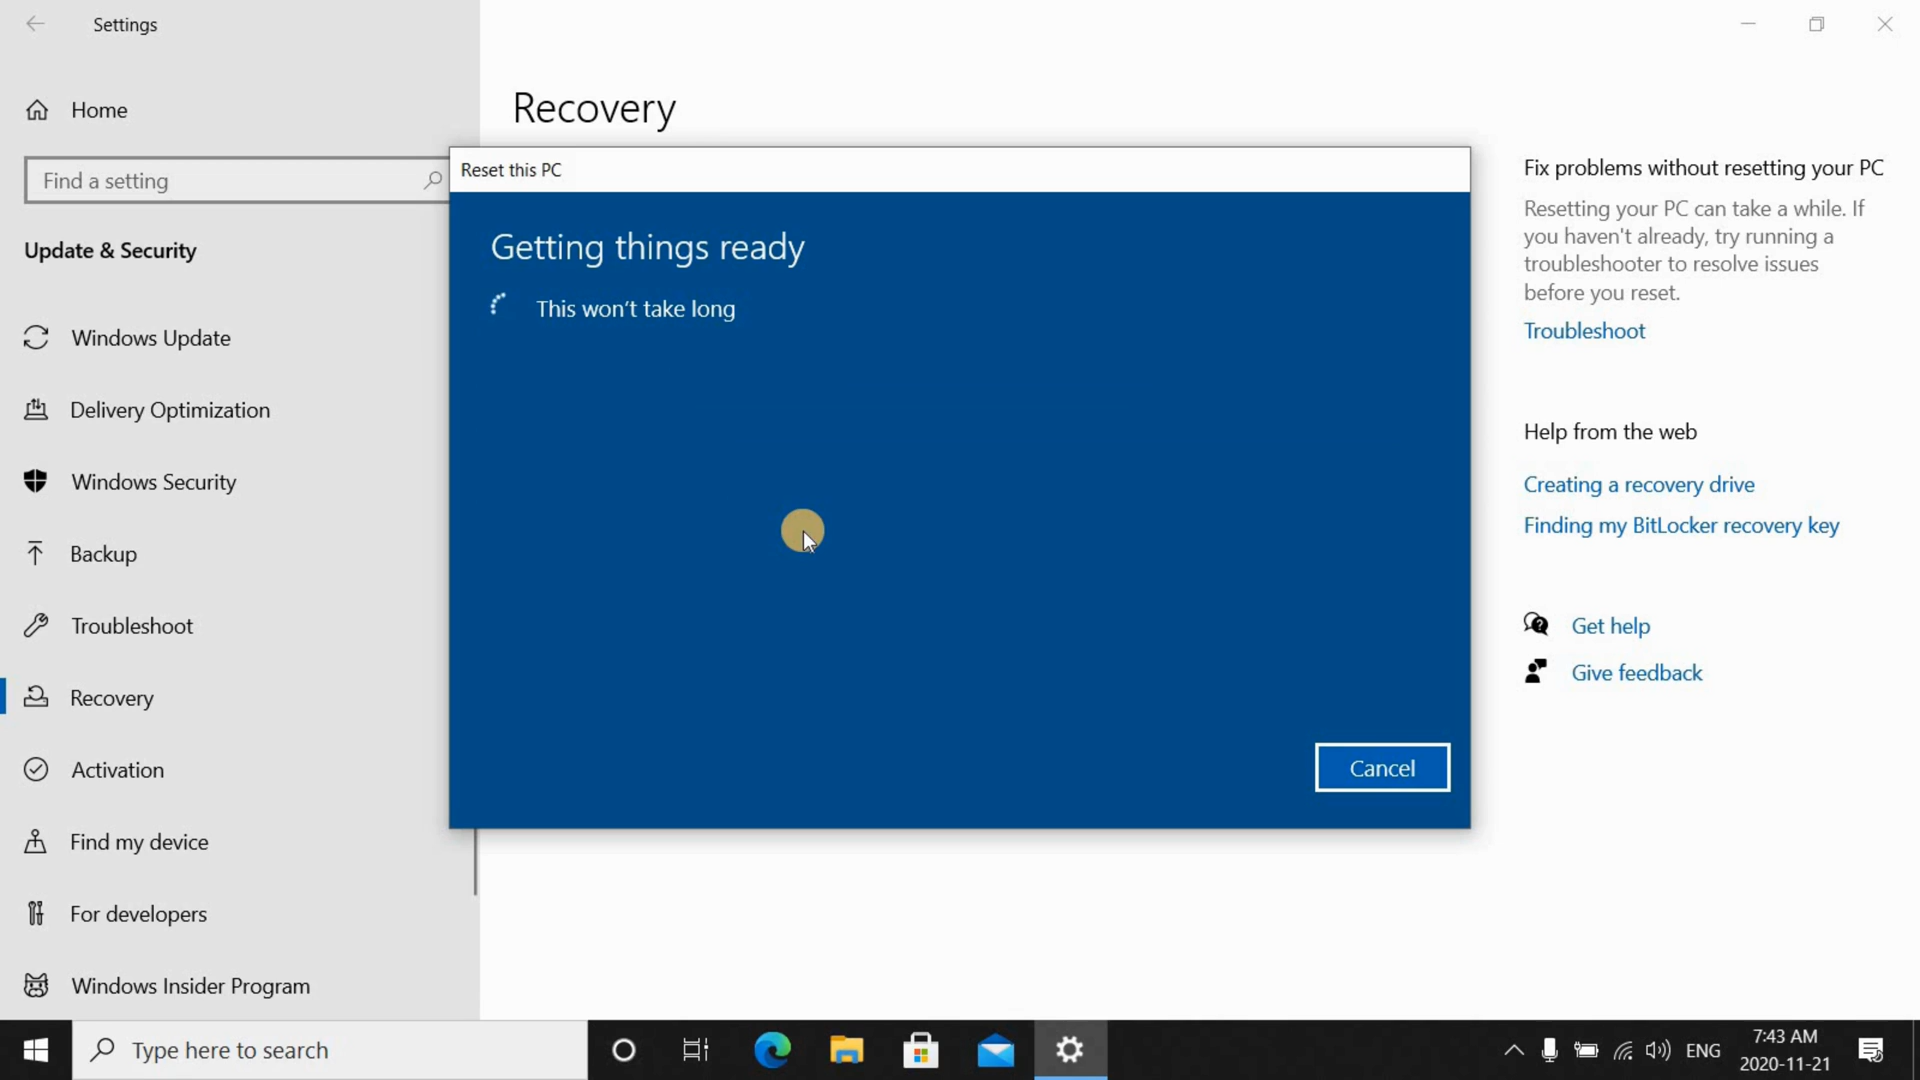 Settings
Home
Find a setting
Update & Security
Windows Update
Delivery Optimization
Windows Security
Backup
Troubleshoot
Recovery
Activation
Find my device
For developers
Windows Insider Program
Recovery
Reset this PC
Getting things ready
This won't take long
Cancel
Fix problems without resetting your PC
Resetting your PC can take a while. If
you haven't already, try running a
troubleshooter to resolve issues
before you reset.
Troubleshoot
Help from the web
Creating a recovery drive
Finding my BitLocker recovery key
Get help
Give feedback
Type here to search
ENG
7:43 AM
2020-11-21